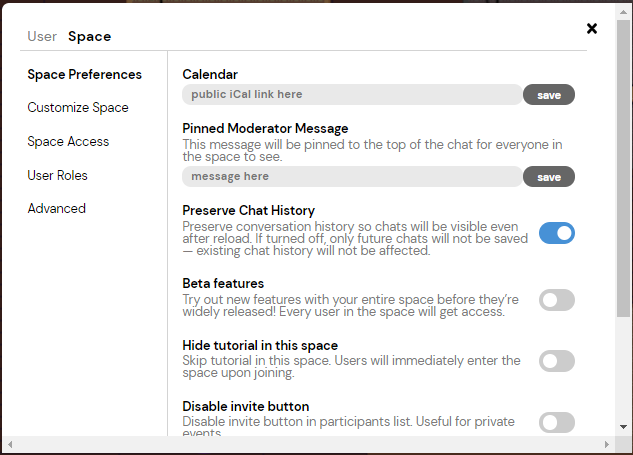 User Space
Space Preferences
Customize Space
Space Access
User Roles
Advanced
Calendar
public iCal link here
save
Pinned Moderator Message
This message will be pinned to the top of the chat for everyone in
the space to see.
message here
save
Preserve Chat History
Preserve conversation history so chats will be visible even
after reload. If turned off, only future chats will not be saved
— existing chat history will not be affected.
Beta features
Try out new features with your entire space before they're
widely released! Every user in the space will get access.
Hide tutorial in this space
Skip tutorial in this space. Users will immediately enter the
space upon joining.
Disable invite button
Disable invite button in participants list. Useful for private
events.